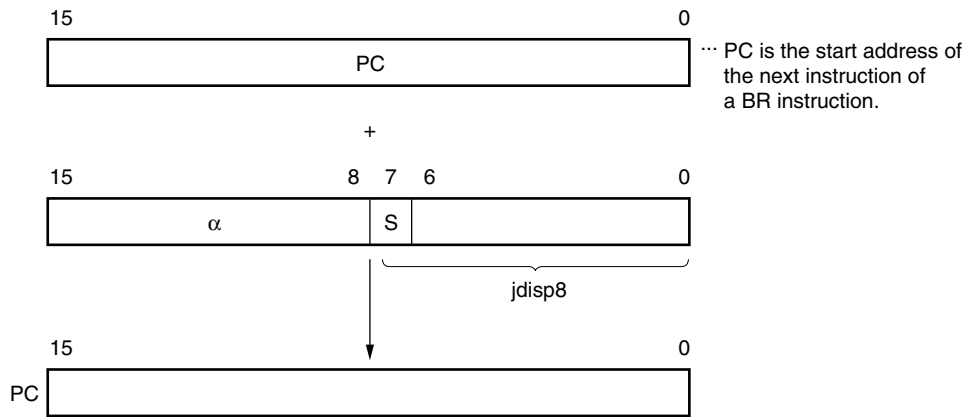 15 0
PC
... PC is the start address of
the next instruction of
a BR instruction.
+
15 8 7 6 0
α S
jdisp8
15 0
PC